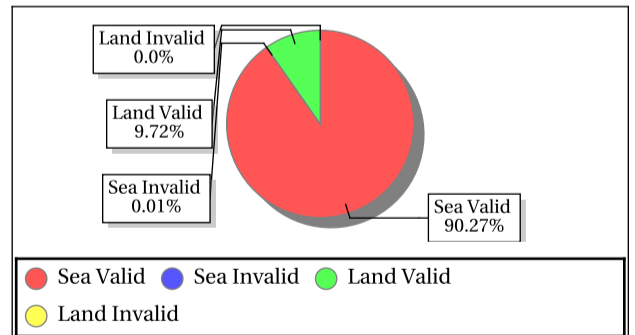 Land Invalid
0.0%
Land Valid
9.72%
Sea Invalid
0.01%
Sea Valid
90.27%
Sea Valid Sea Invalid Land Valid
Land Invalid